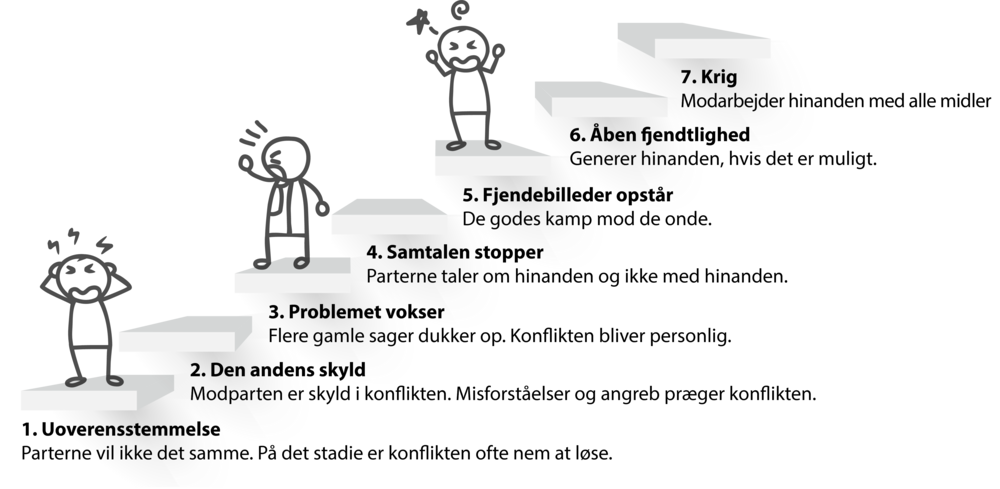 7. Krig
Modarbejder hinanden med alle midler
6. Åben fjendtlighed
Generer hinanden, hvis det er muligt.
5. Fjendebilleder opstår
De godes kamp mod de onde.
4. Samtalen stopper
Parterne taler om hinanden og ikke med hinanden.
3. Problemet vokser
Flere gamle sager dukker op. Konflikten bliver personlig.
2. Den andens skyld
Modparten er skyld i konflikten. Misforståelser og angreb præger konflikten.
1. Uoverensstemmelse
Parterne vil ikke det samme. På det stadie er konflikten ofte nem at løse.